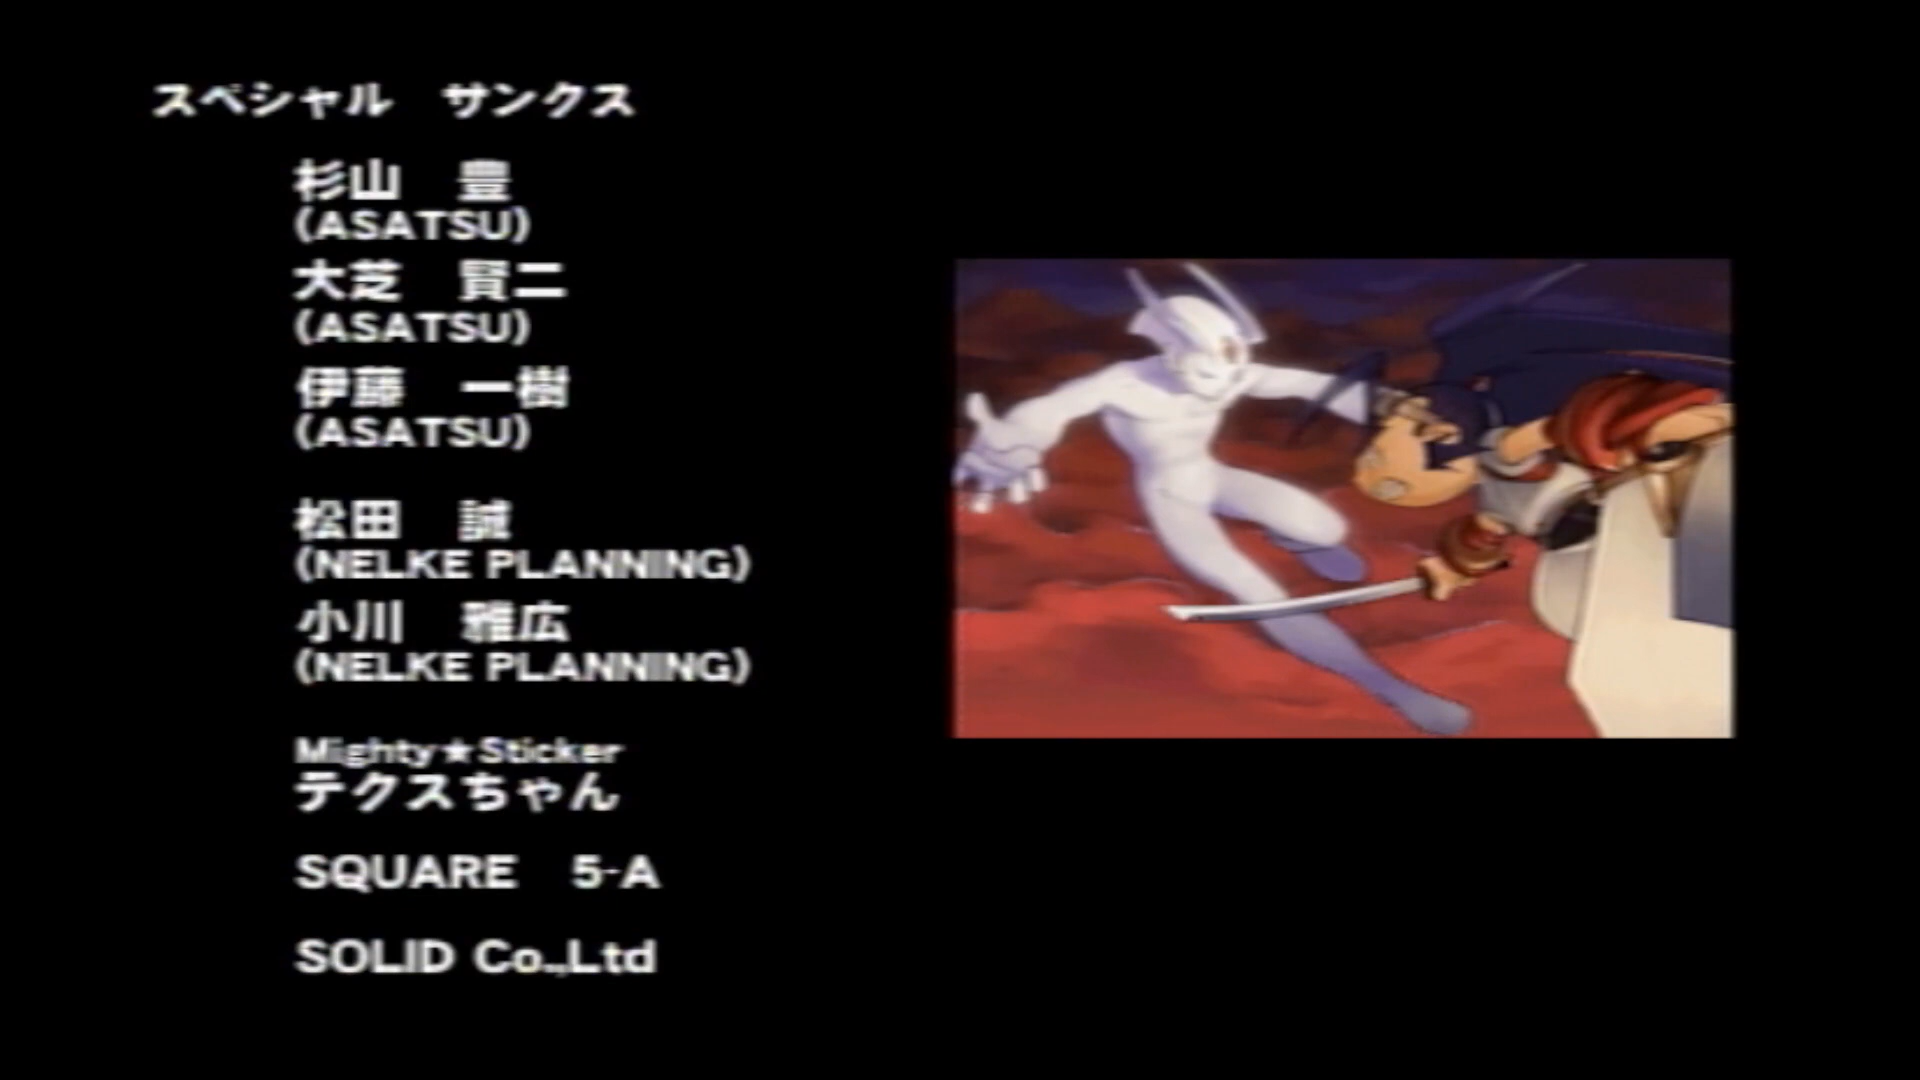 スペシャル　サンクス
杉山　豊
(ASATSU)
大芝　賢二
(ASATSU)
伊藤　一樹
(ASATSU)
松田　誠
(NELKE PLANNING)
小川　雅広
(NELKE PLANNING)
Mighty★Sticker
テクスちゃん
SQUARE　5-A
SOLID Co.,Ltd